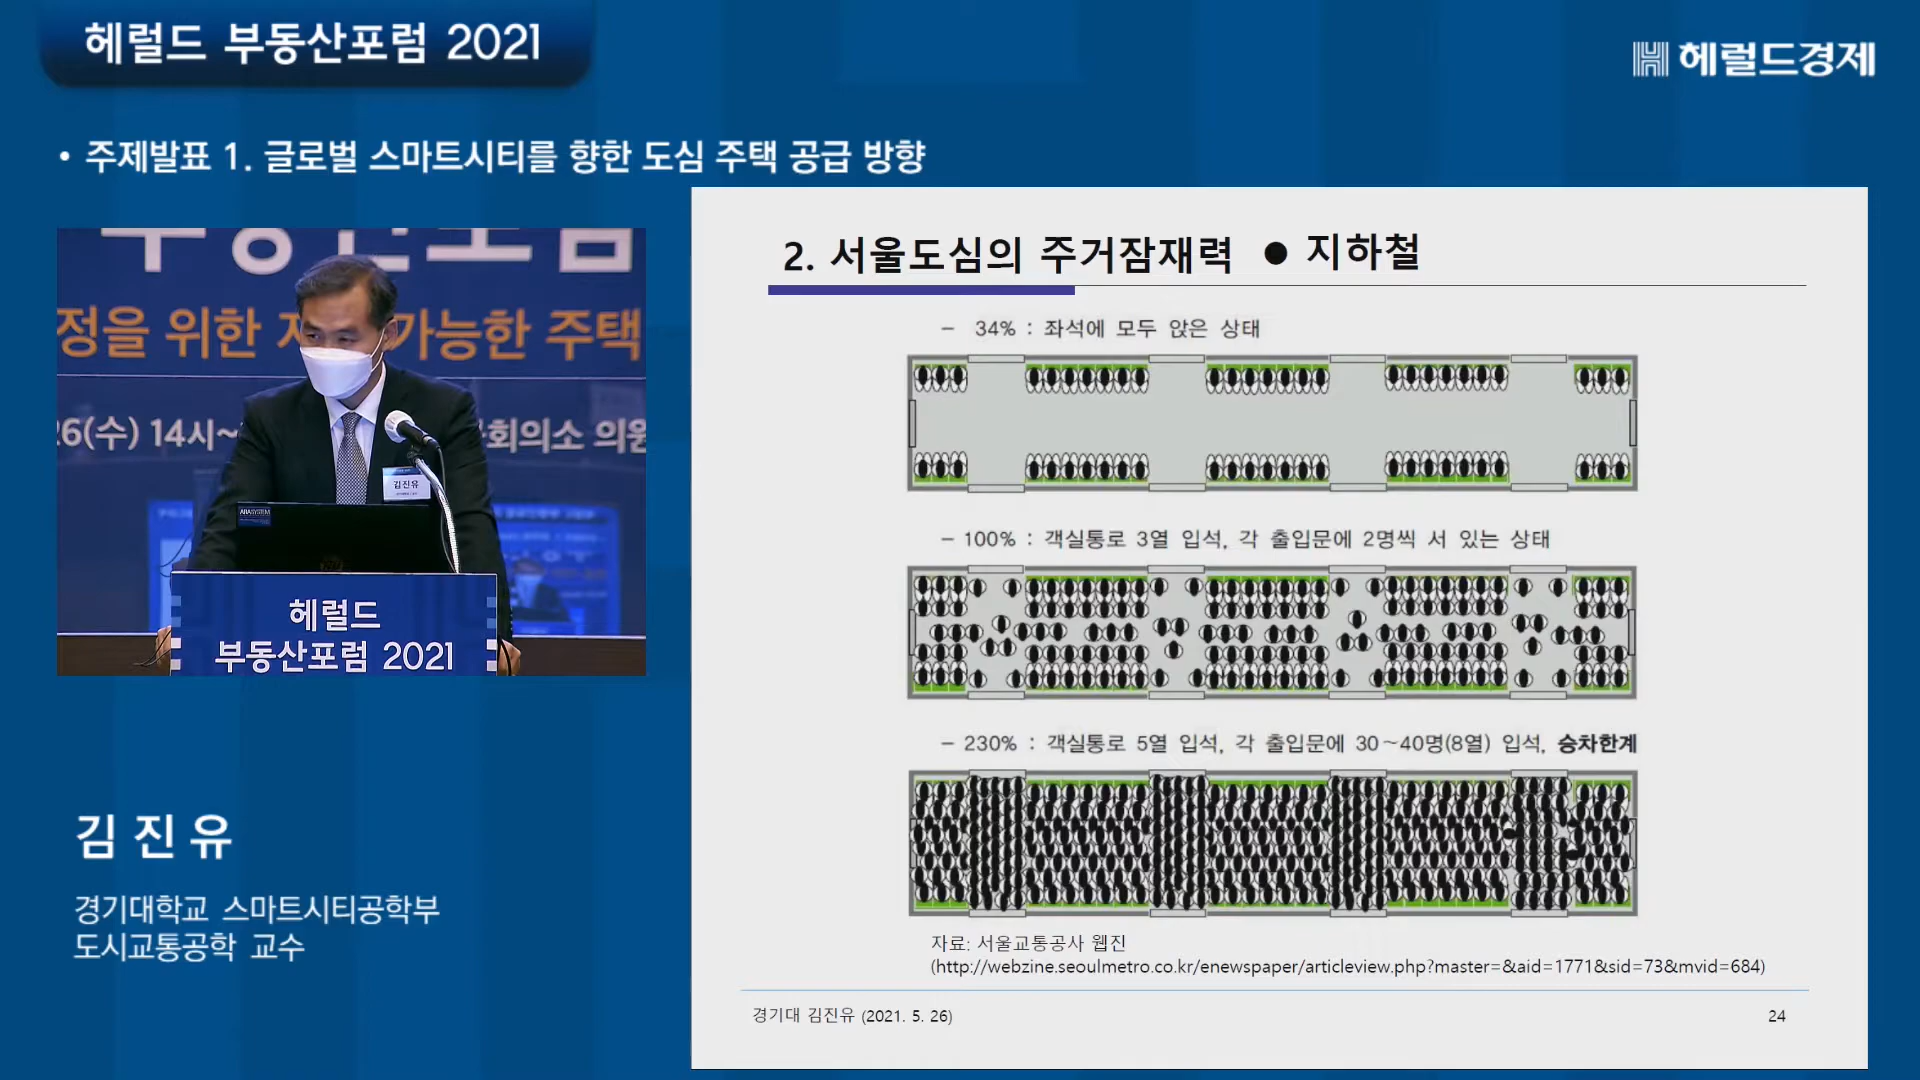 헤럴드 부동산포럼 2021
헤럴드경제
• 주제발표 1. 글로벌 스마트시티를 향한 도심 주택 공급 방향
부동산포럼
정을 위한 지 가능한 주택
26(수) 14시~
회의소 의원
김진유
헤럴드
부동산포럼 2021
김 진 유
경기대학교 스마트시티공학부
도시교통공학 교수
2. 서울도심의 주거잠재력 ● 지하철
– 34% : 좌석에 모두 앉은 상태
– 100% : 객실통로 3열 입석, 각 출입문에 2명씩 서 있는 상태
– 230% : 객실통로 5열 입석, 각 출입문에 30~40명(8열) 입석, 승차한계
자료: 서울교통공사 웹진
(http://webzine.seoulmetro.co.kr/enewspaper/articleview.php?master=&aid=1771&sid=73&mvid=684)
경기대 김진유 (2021. 5. 26)
24